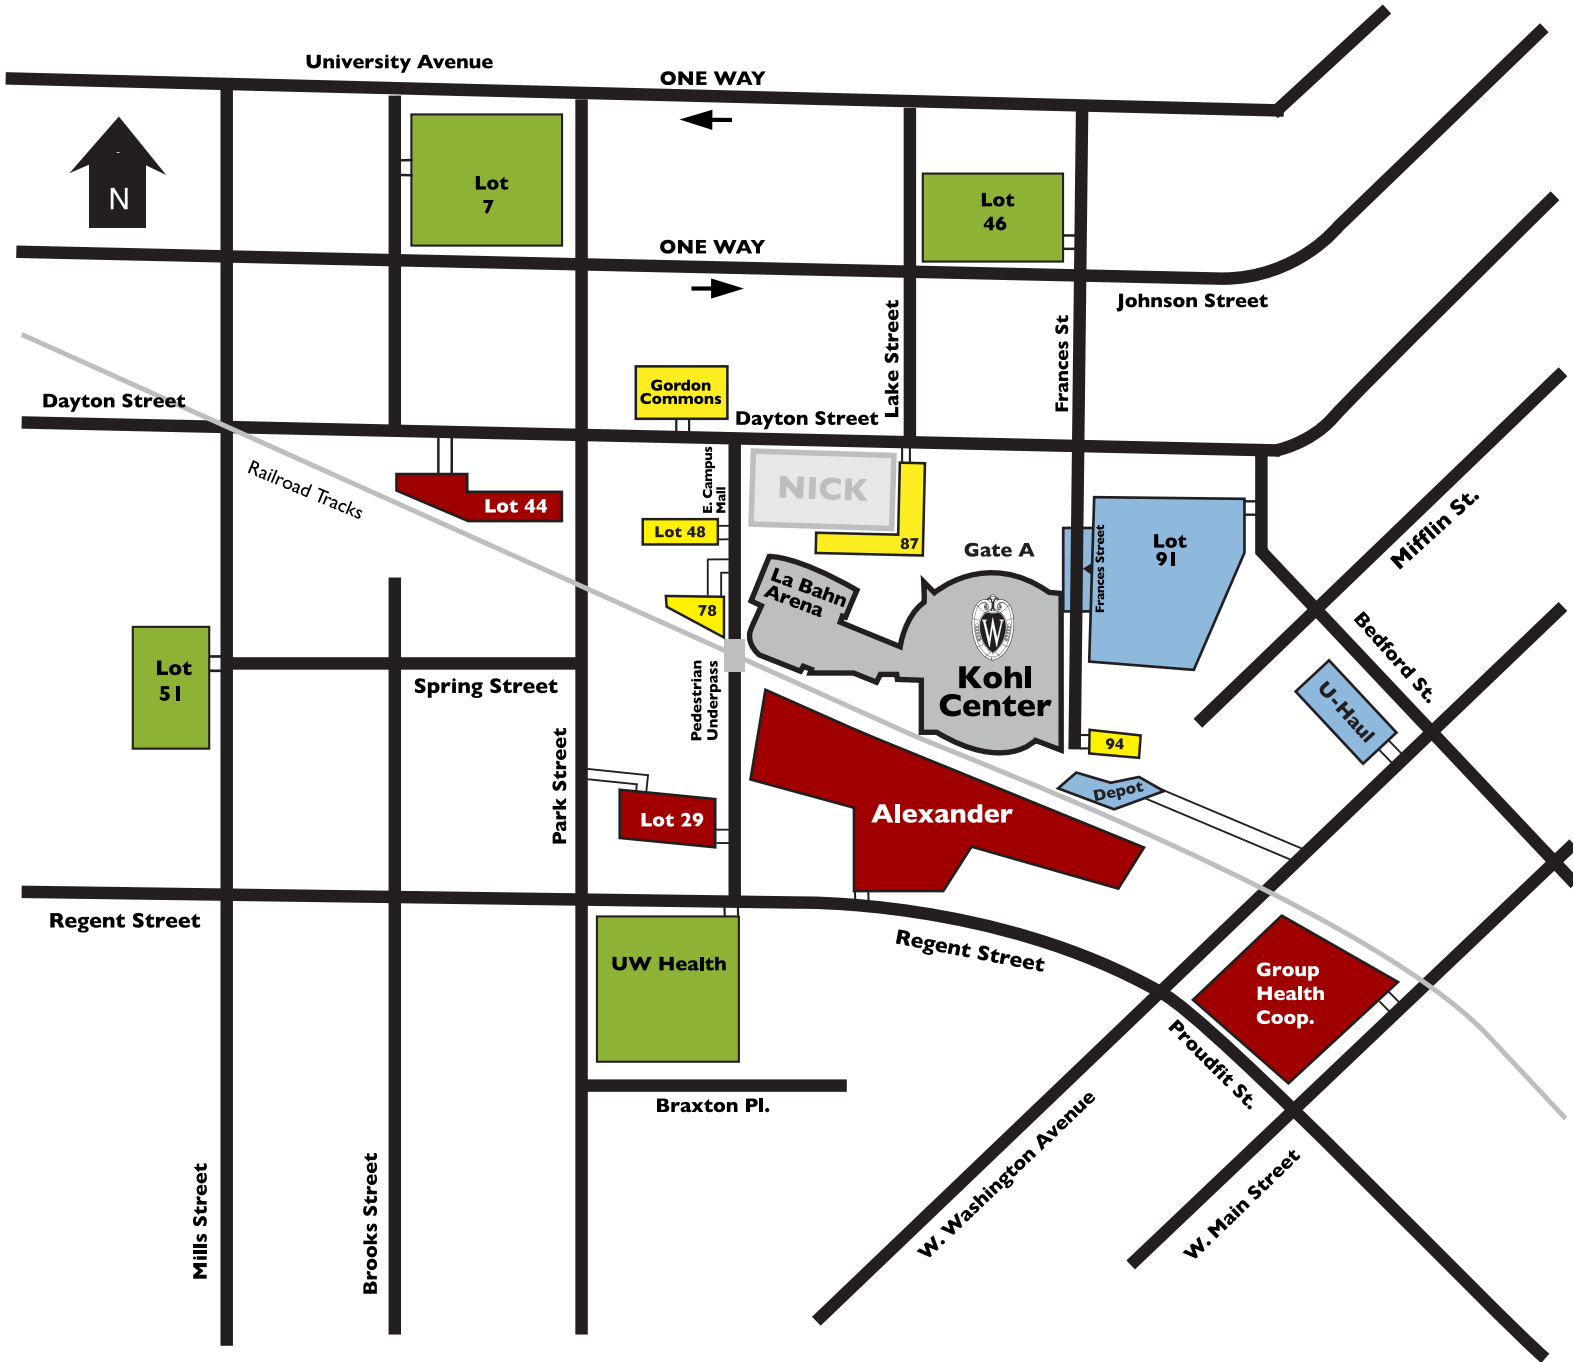 University Avenue
ONE WAY
N
Lot
7
Lot
46
ONE WAY
Johnson Street
Lake Street
Frances St
Dayton Street
Gordon
Commons
Dayton Street
Railroad Tracks
Lot 44
E. Campus
Mall
NICK
Lot 48
87
Gate A
Frances Street
Lot
91
Mifflin St.
La Bahn
Arena
78
W
Kohl
Center
Lot
51
Spring Street
Pedestrian
Underpass
Bedford St.
U-Haul
94
Depot
Park Street
Lot 29
Alexander
Regent Street
UW Health
Regent Street
Group
Health
Coop.
Proudfit St.
Braxton Pl.
Mills Street
Brooks Street
W. Washington Avenue
W. Main Street